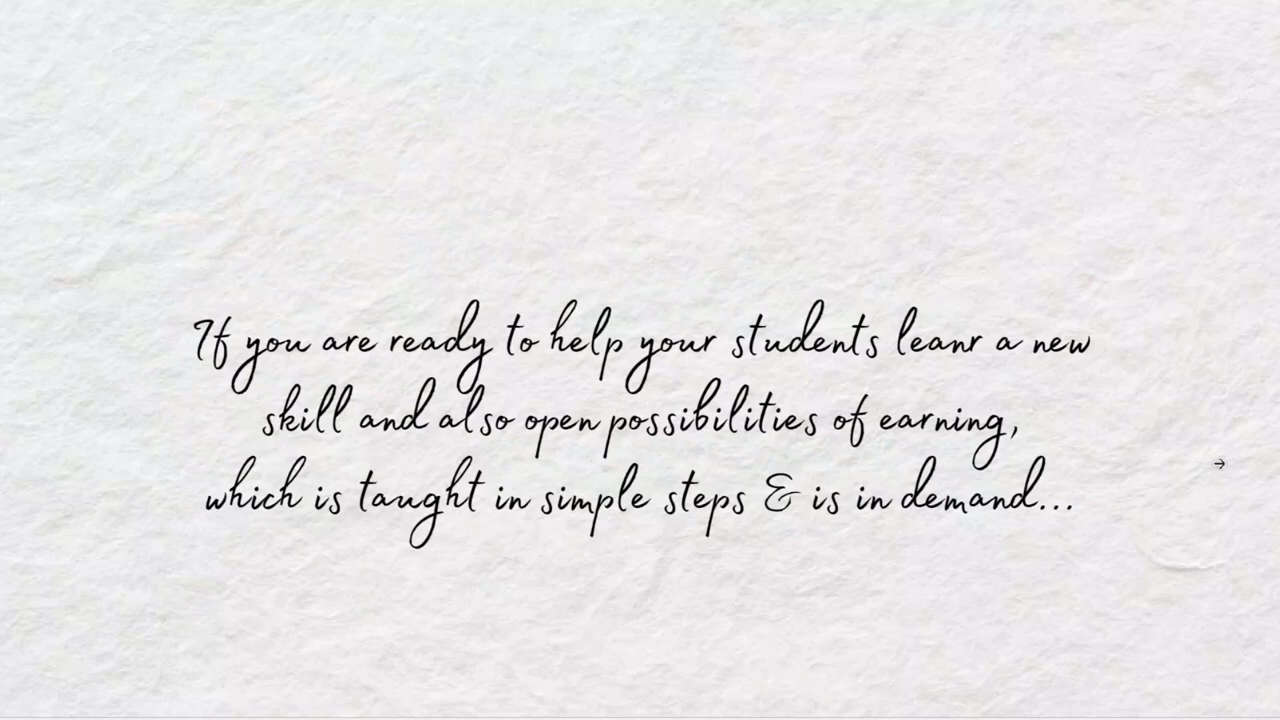 If you are ready to help your students leanr a new
skill and also open possibilities of earning,
which is taught in simple steps & is in demand...